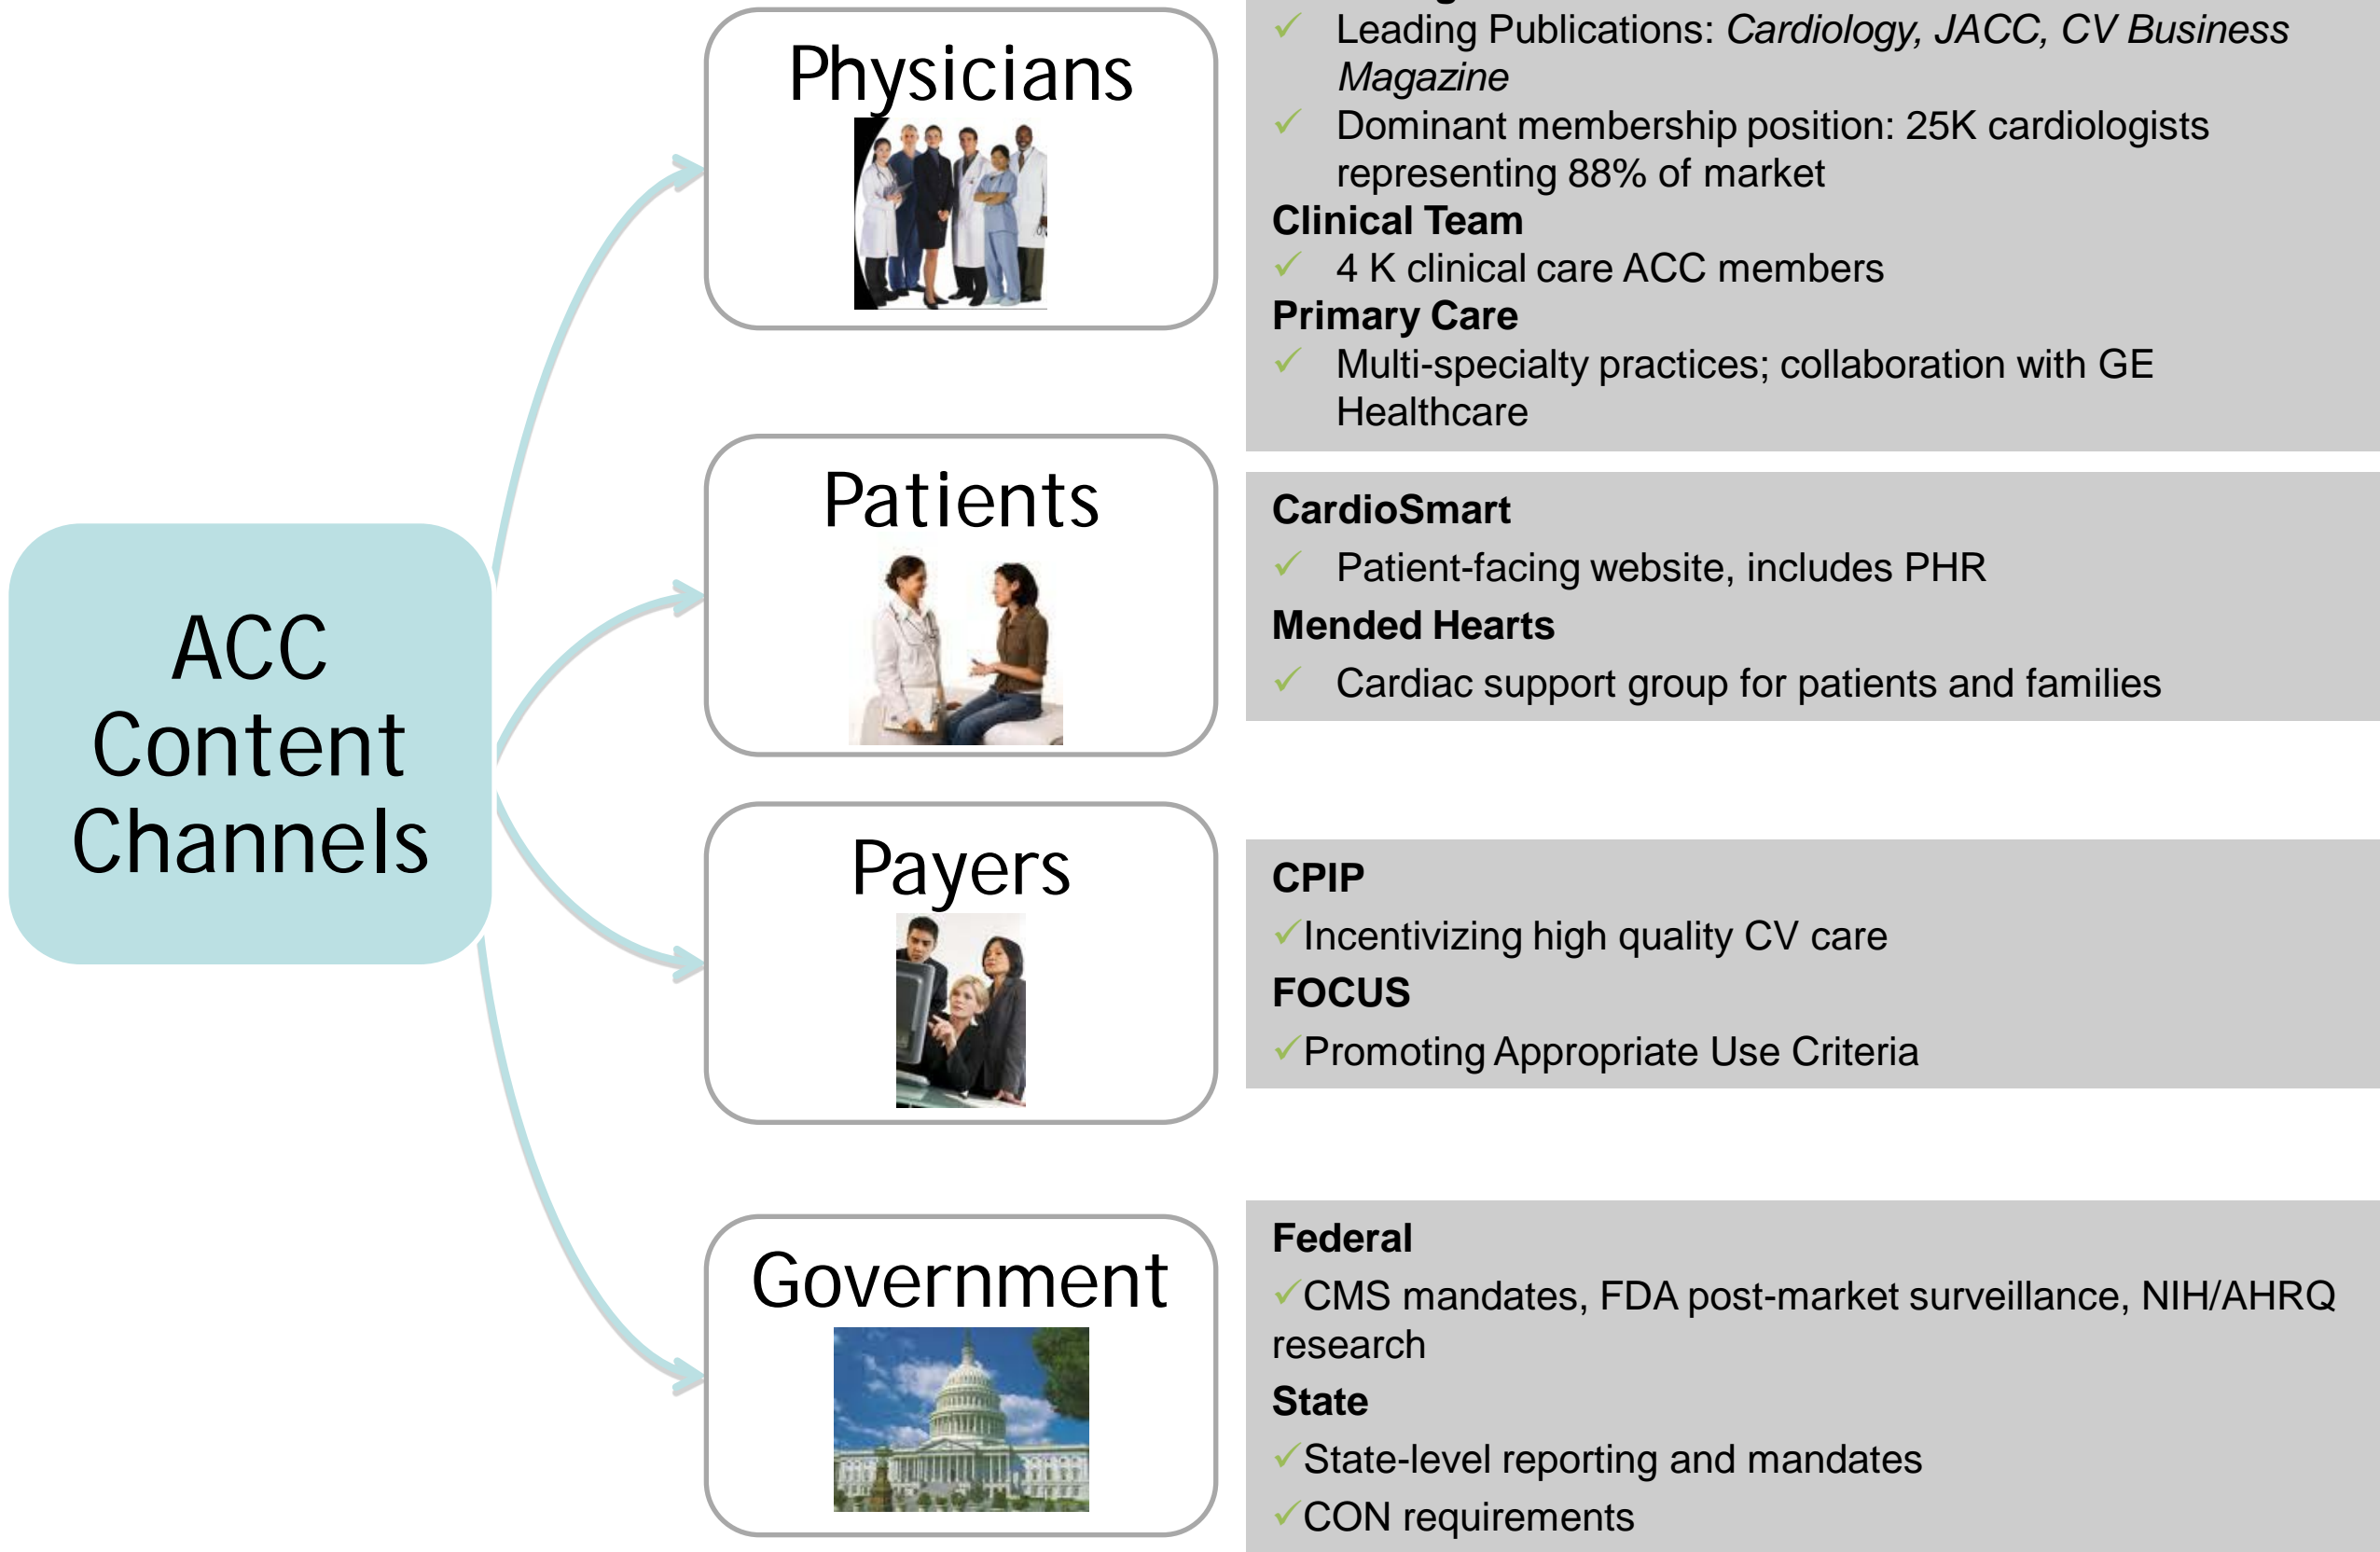 Physicians
✓ Leading Publications: Cardiology, JACC, CV Business
Magazine
✓ Dominant membership position: 25K cardiologists
representing 88% of market
Clinical Team
✓ 4 K clinical care ACC members
Primary Care
✓ Multi-specialty practices; collaboration with GE
Healthcare
Patients
CardioSmart
✓ Patient-facing website, includes PHR
Mended Hearts
✓ Cardiac support group for patients and families
ACC
Content
Channels
Payers
CPIP
✓Incentivizing high quality CV care
FOCUS
✓Promoting Appropriate Use Criteria
Government
Federal
✓CMS mandates, FDA post-market surveillance, NIH/AHRQ
research
State
✓State-level reporting and mandates
✓CON requirements